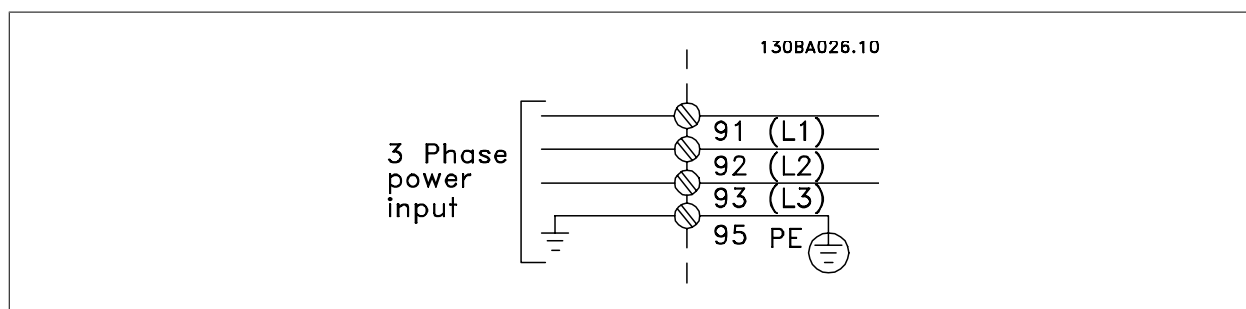 130BA026.10
3 Phase
power
input
91 (L1)
92 (L2)
93 (L3)
95 PE